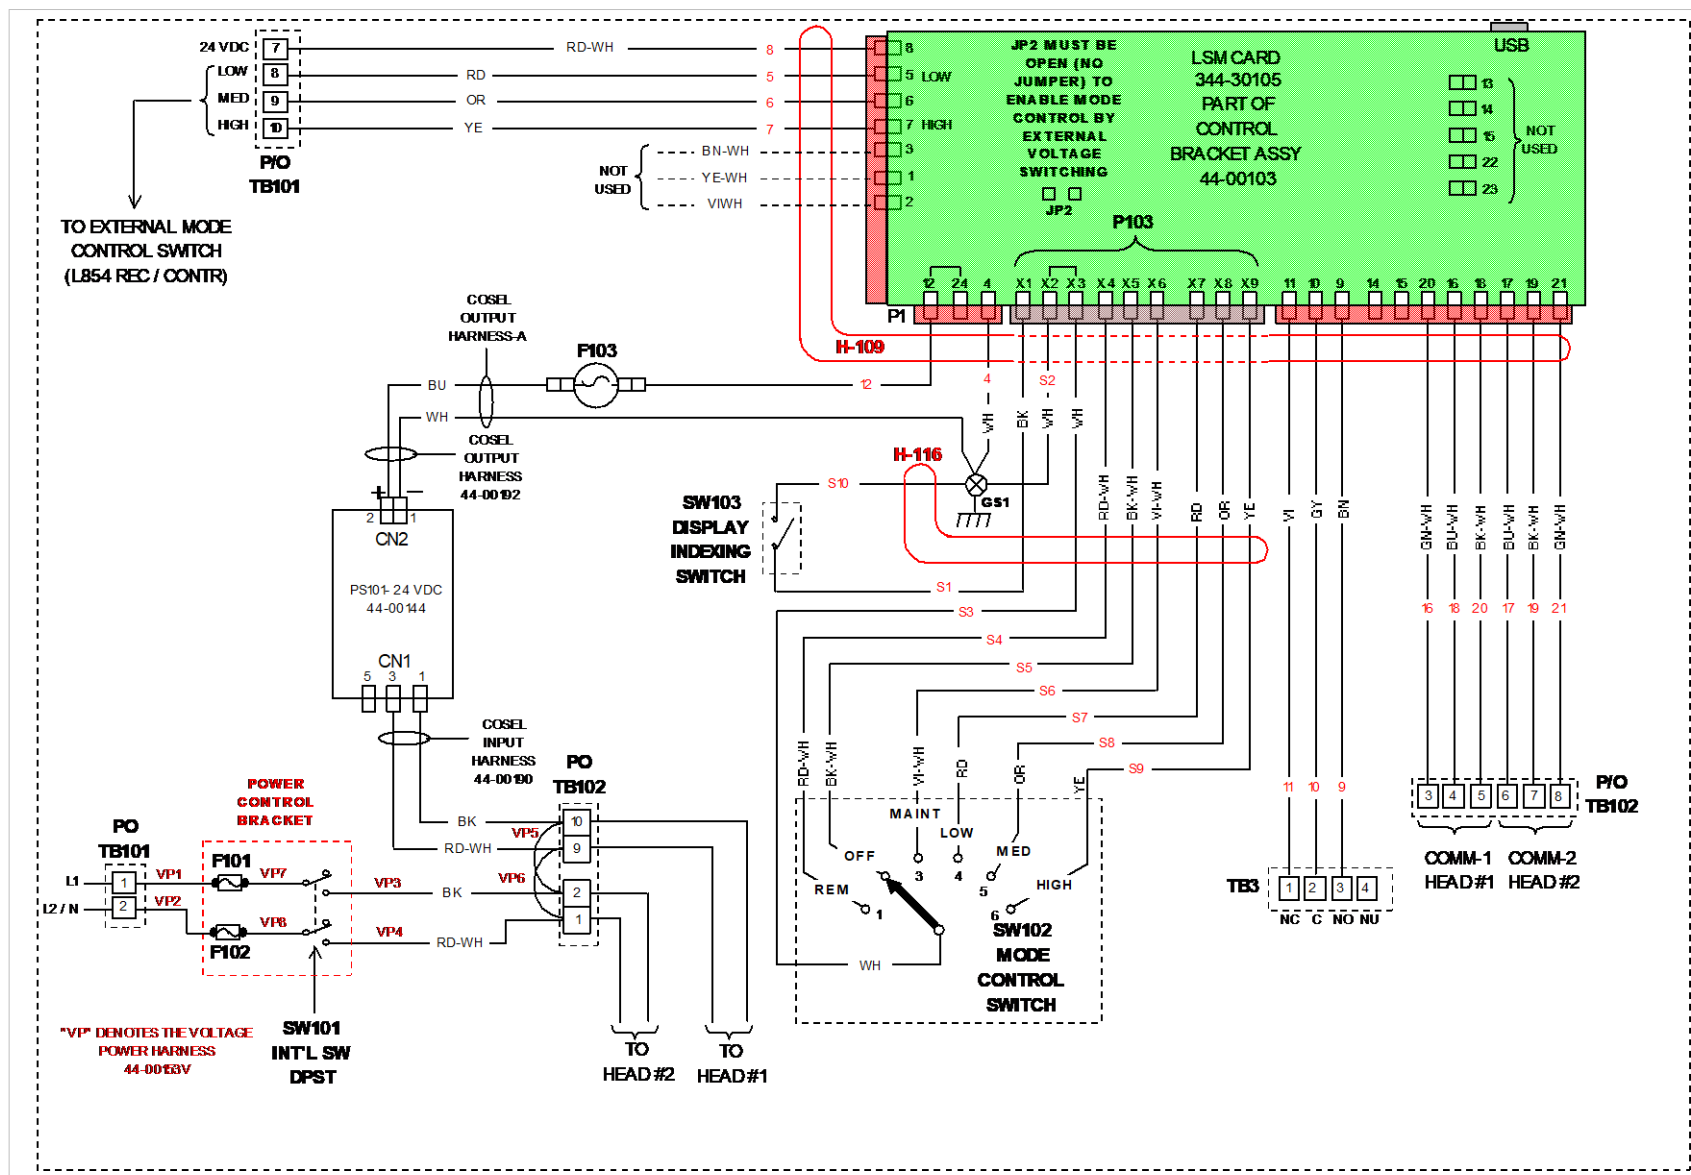 24 VDC
7
RD-WH
8
LOW
8
RD
5
MED
9
OR
6
HIGH
10
YE
7
P/O
TB101
TO EXTERNAL MODE
CONTROL SWITCH
(L854 REC / CONTR)
NOT
USED
BN-WH
YE-WH
VIWH
8
5 LOW
6
7 HIGH
3
1
2
JP2 MUST BE
OPEN (NO
JUMPER) TO
ENABLE MODE
CONTROL BY
EXTERNAL
VOLTAGE
SWITCHING
JP2
LSM CARD
344-30105
PART OF
CONTROL
BRACKET ASSY
44-00103
USB
13
14
15
22
23
NOT
USED
P103
12 24 4 X1 X2 X3 X4 X5 X6 X7 X8 X9 11 10 9 14 15 20 16 18 17 19 21
P1
H-109
COSEL
OUTPUT
HARNESS-A
F103
BU
12
4
S2
WH
WH
BK
WH
WH
COSEL
OUTPUT
HARNESS
44-00192
+ −
2 1
CN2
PS101- 24 VDC
44-00144
CN1
5 3 1
H-116
S10
GS1
SW103
DISPLAY
INDEXING
SWITCH
RD-WH
BK-WH
VI-WH
RD
OR
YE
VI
GY
BN
GN-WH
BU-WH
BK-WH
BU-WH
BK-WH
GN-WH
S1
S3
S4
S5
S6
S7
S8
S9
16 18 20 17 19 21
COSEL
INPUT
HARNESS
44-00190
PO
TB102
POWER
CONTROL
BRACKET
PO
TB101
L1
1
VP1
F101
VP7
L2 / N
2
VP2
F102
VP8
VP3
BK
VP4
RD-WH
BK
VP5
RD-WH
VP6
10
9
2
1
RD-WH
BK-WH
VI-WH
RD
OR
YE
MAINT
LOW
OFF
MED
REM
HIGH
1
3
4
5
6
WH
SW102
MODE
CONTROL
SWITCH
11 10 9
TB3
1 2 3 4
NC C NO NU
3 4 5 6 7 8
P/O
TB102
COMM-1
HEAD #1
COMM-2
HEAD #2
"VP" DENOTES THE VOLTAGE
POWER HARNESS
44-00153V
SW101
INT'L SW
DPST
TO
HEAD #2
TO
HEAD #1